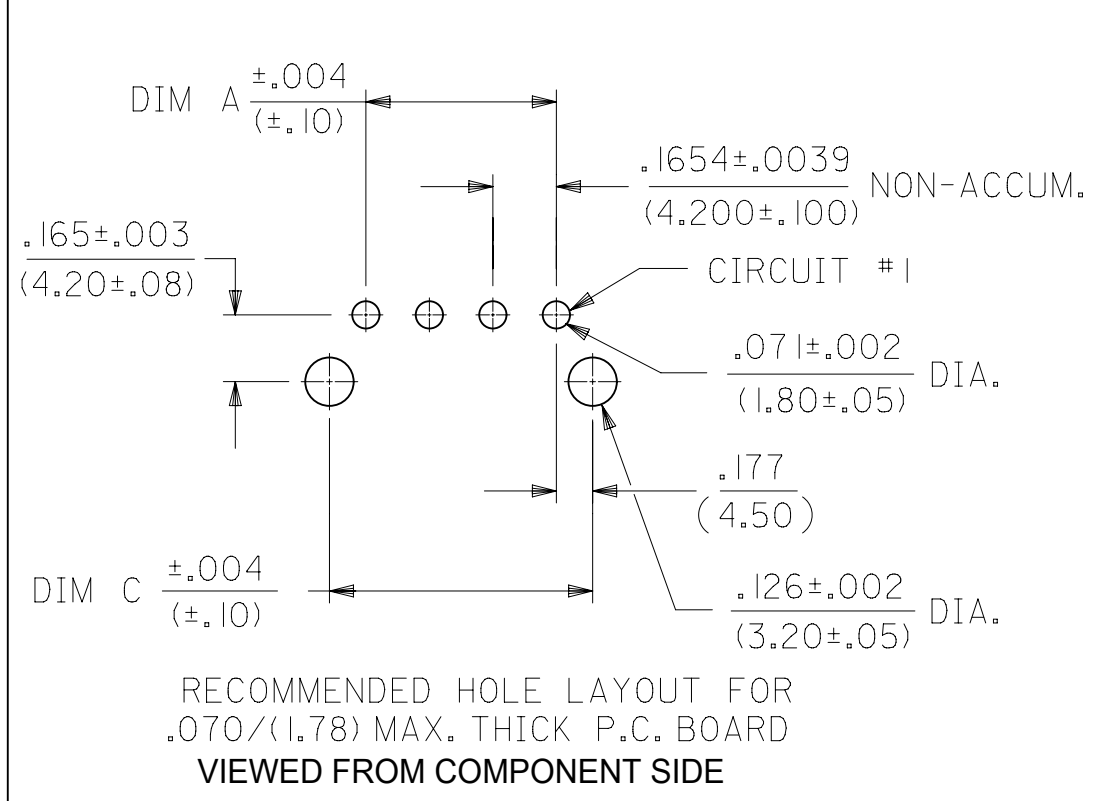 DIM A ±.004
(±.10)
.1654±.0039 NON-ACCUM.
(4.200±.100)
.165±.003
(4.20±.08)
CIRCUIT #1
.071±.002 DIA.
(1.80±.05)
.177
(4.50)
DIM C ±.004
(±.10)
.126±.002 DIA.
(3.20±.05)
RECOMMENDED HOLE LAYOUT FOR
.070/(1.78) MAX. THICK P.C. BOARD
VIEWED FROM COMPONENT SIDE